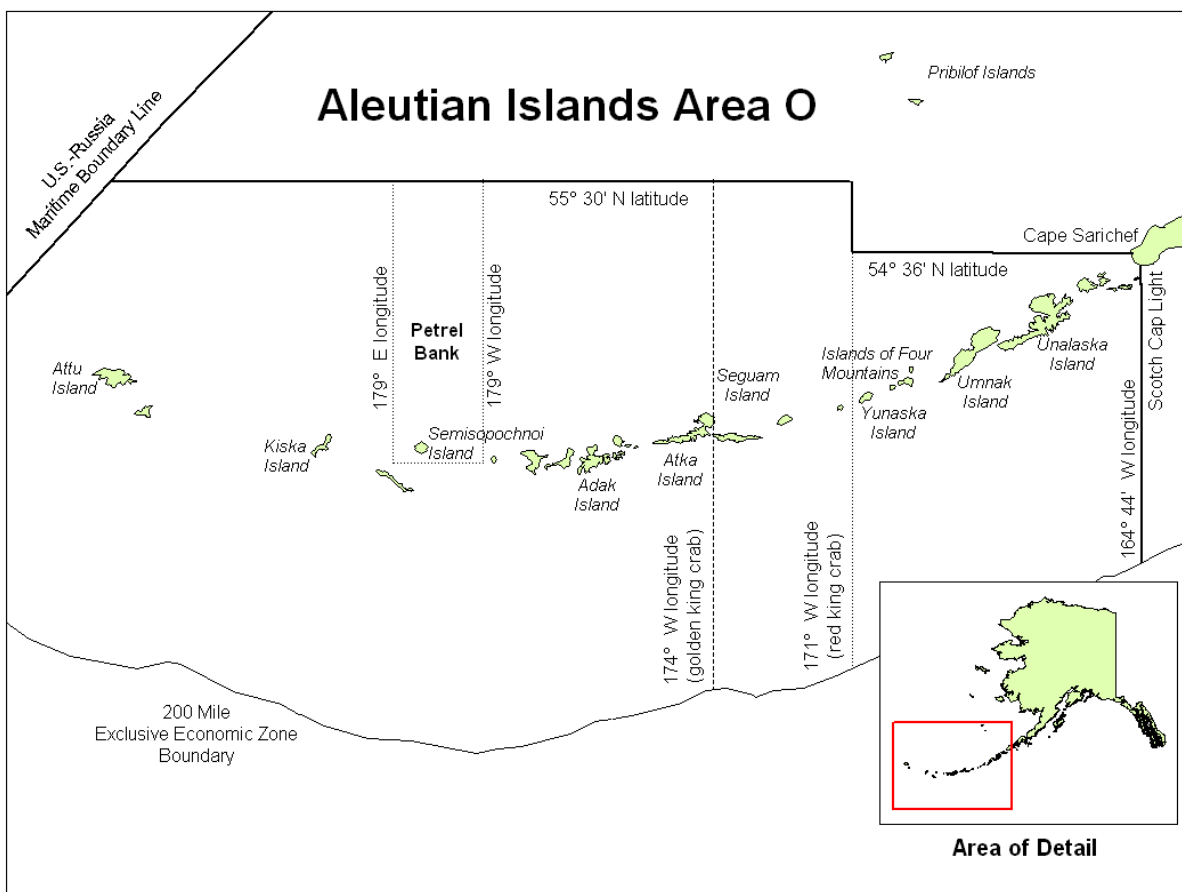 Pribilof Islands
Aleutian Islands Area O
U.S.-Russia
Maritime Boundary Line
55° 30' N latitude
Cape Sarichef
54° 36' N latitude
Scotch Cap Light
179° E longitude
Petrel
Bank
179° W longitude
Attu
Island
Kiska
Island
Semisopochnoi
Island
Adak
Island
Atka
Island
Seguam
Island
Islands of Four
Mountains
Yunaska
Island
Umnak
Island
Unalaska
Island
164° 44' W longitude
174° W longitude
(golden king crab)
171° W longitude
(red king crab)
200 Mile
Exclusive Economic Zone
Boundary
Area of Detail